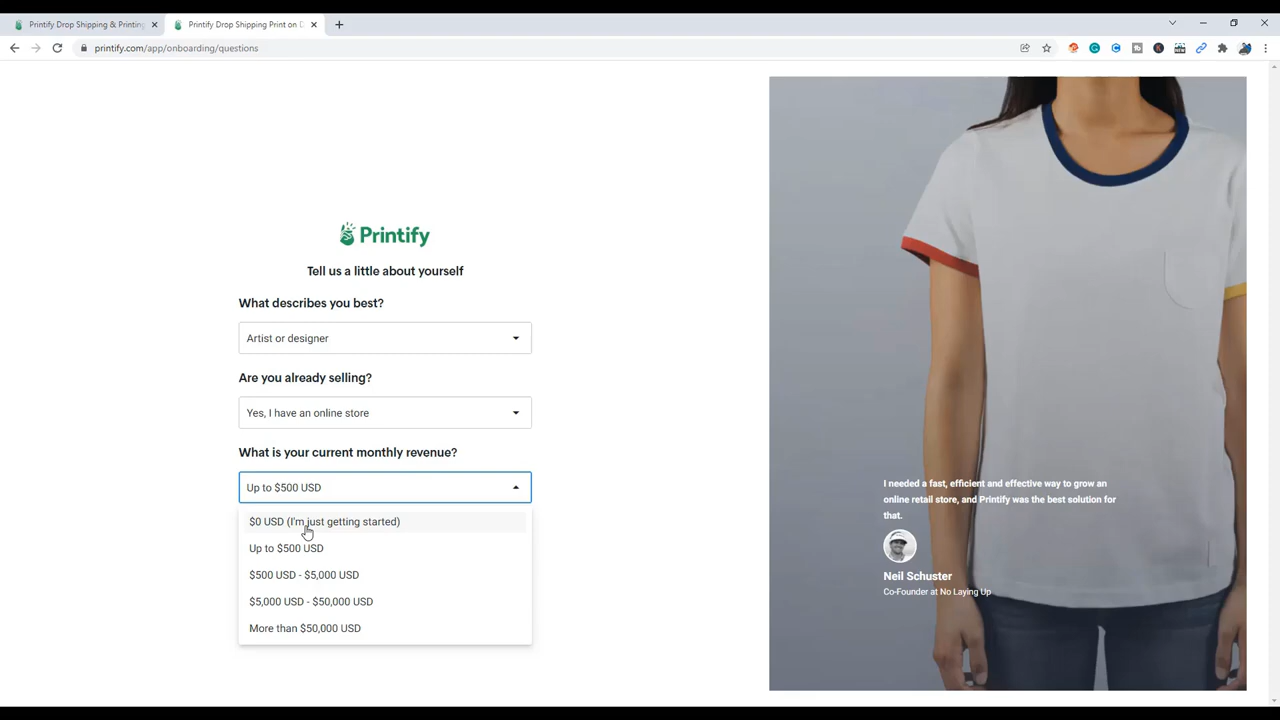 Printify Drop Shipping & Printing
Printify Drop Shipping Print on D
printify.com/app/onboarding/questions
Printify
Tell us a little about yourself
What describes you best?
Artist or designer
Are you already selling?
Yes, I have an online store
What is your current monthly revenue?
Up to $500 USD
$0 USD (I'm just getting started)
Up to $500 USD
$500 USD - $5,000 USD
$5,000 USD - $50,000 USD
More than $50,000 USD
I needed a fast, efficient and effective way to grow an
online retail store, and Printify was the best solution for
that.
Neil Schuster
Co-Founder at No Laying Up